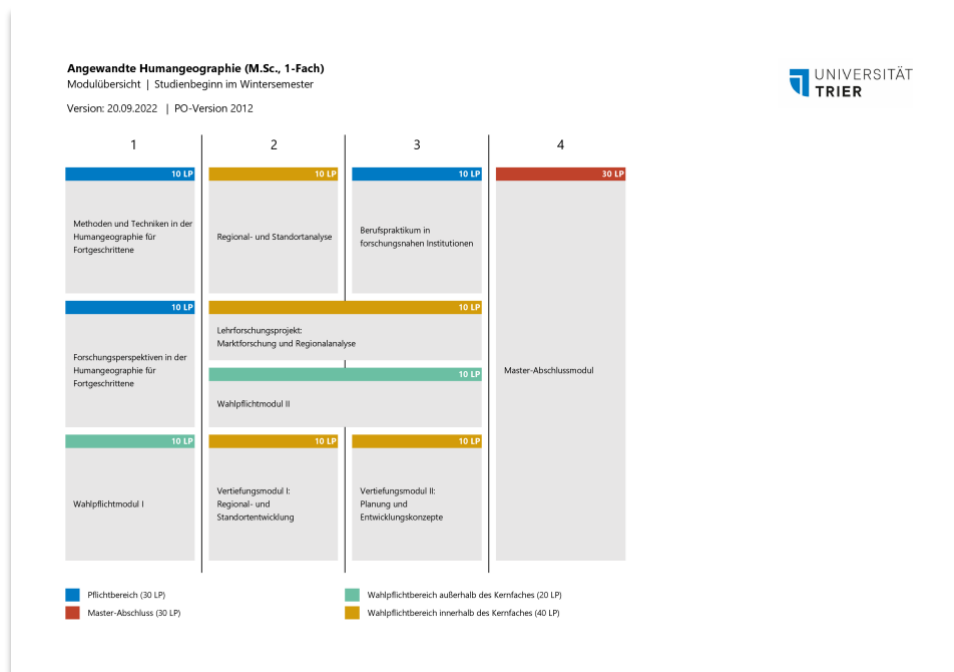 Angewandte Humangeographie (M.Sc., 1-Fach)
Modulübersicht | Studienbeginn im Wintersemester
Version: 20.09.2022 | PO-Version 2012
UNIVERSITÄT
TRIER
1
2
3
4
10 LP
10 LP
10 LP
30 LP
Methoden und Techniken in der
Humangeographie für
Fortgeschrittene
Regional- und Standortanalyse
Berufspraktikum in
forschungsnahen Institutionen
10 LP
10 LP
Forschungsperspektiven in der
Humangeographie für
Fortgeschrittene
Lehrforschungsprojekt:
Marktforschung und Regionalanalyse
10 LP
Wahlpflichtmodul II
Master-Abschlussmodul
10 LP
10 LP
10 LP
Wahlpflichtmodul I
Vertiefungsmodul I:
Regional- und
Standortentwicklung
Vertiefungsmodul II:
Planung und
Entwicklungskonzepte
Pflichtbereich (30 LP)
Master-Abschluss (30 LP)
Wahlpflichtbereich außerhalb des Kernfaches (20 LP)
Wahlpflichtbereich innerhalb des Kernfaches (40 LP)